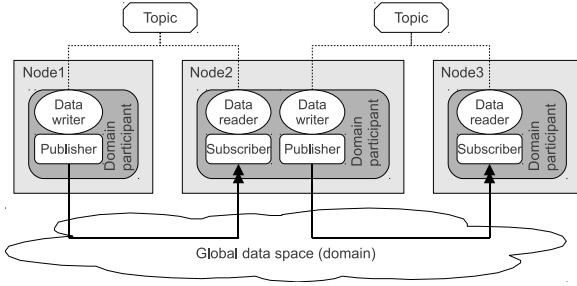 Topic
Topic
Node1
Node2
Node3
Data
writer
Publisher
Domain
participant
Data
reader
Subscriber
Data
writer
Publisher
Domain
participant
Data
reader
Subscriber
Domain
participant
Global data space (domain)